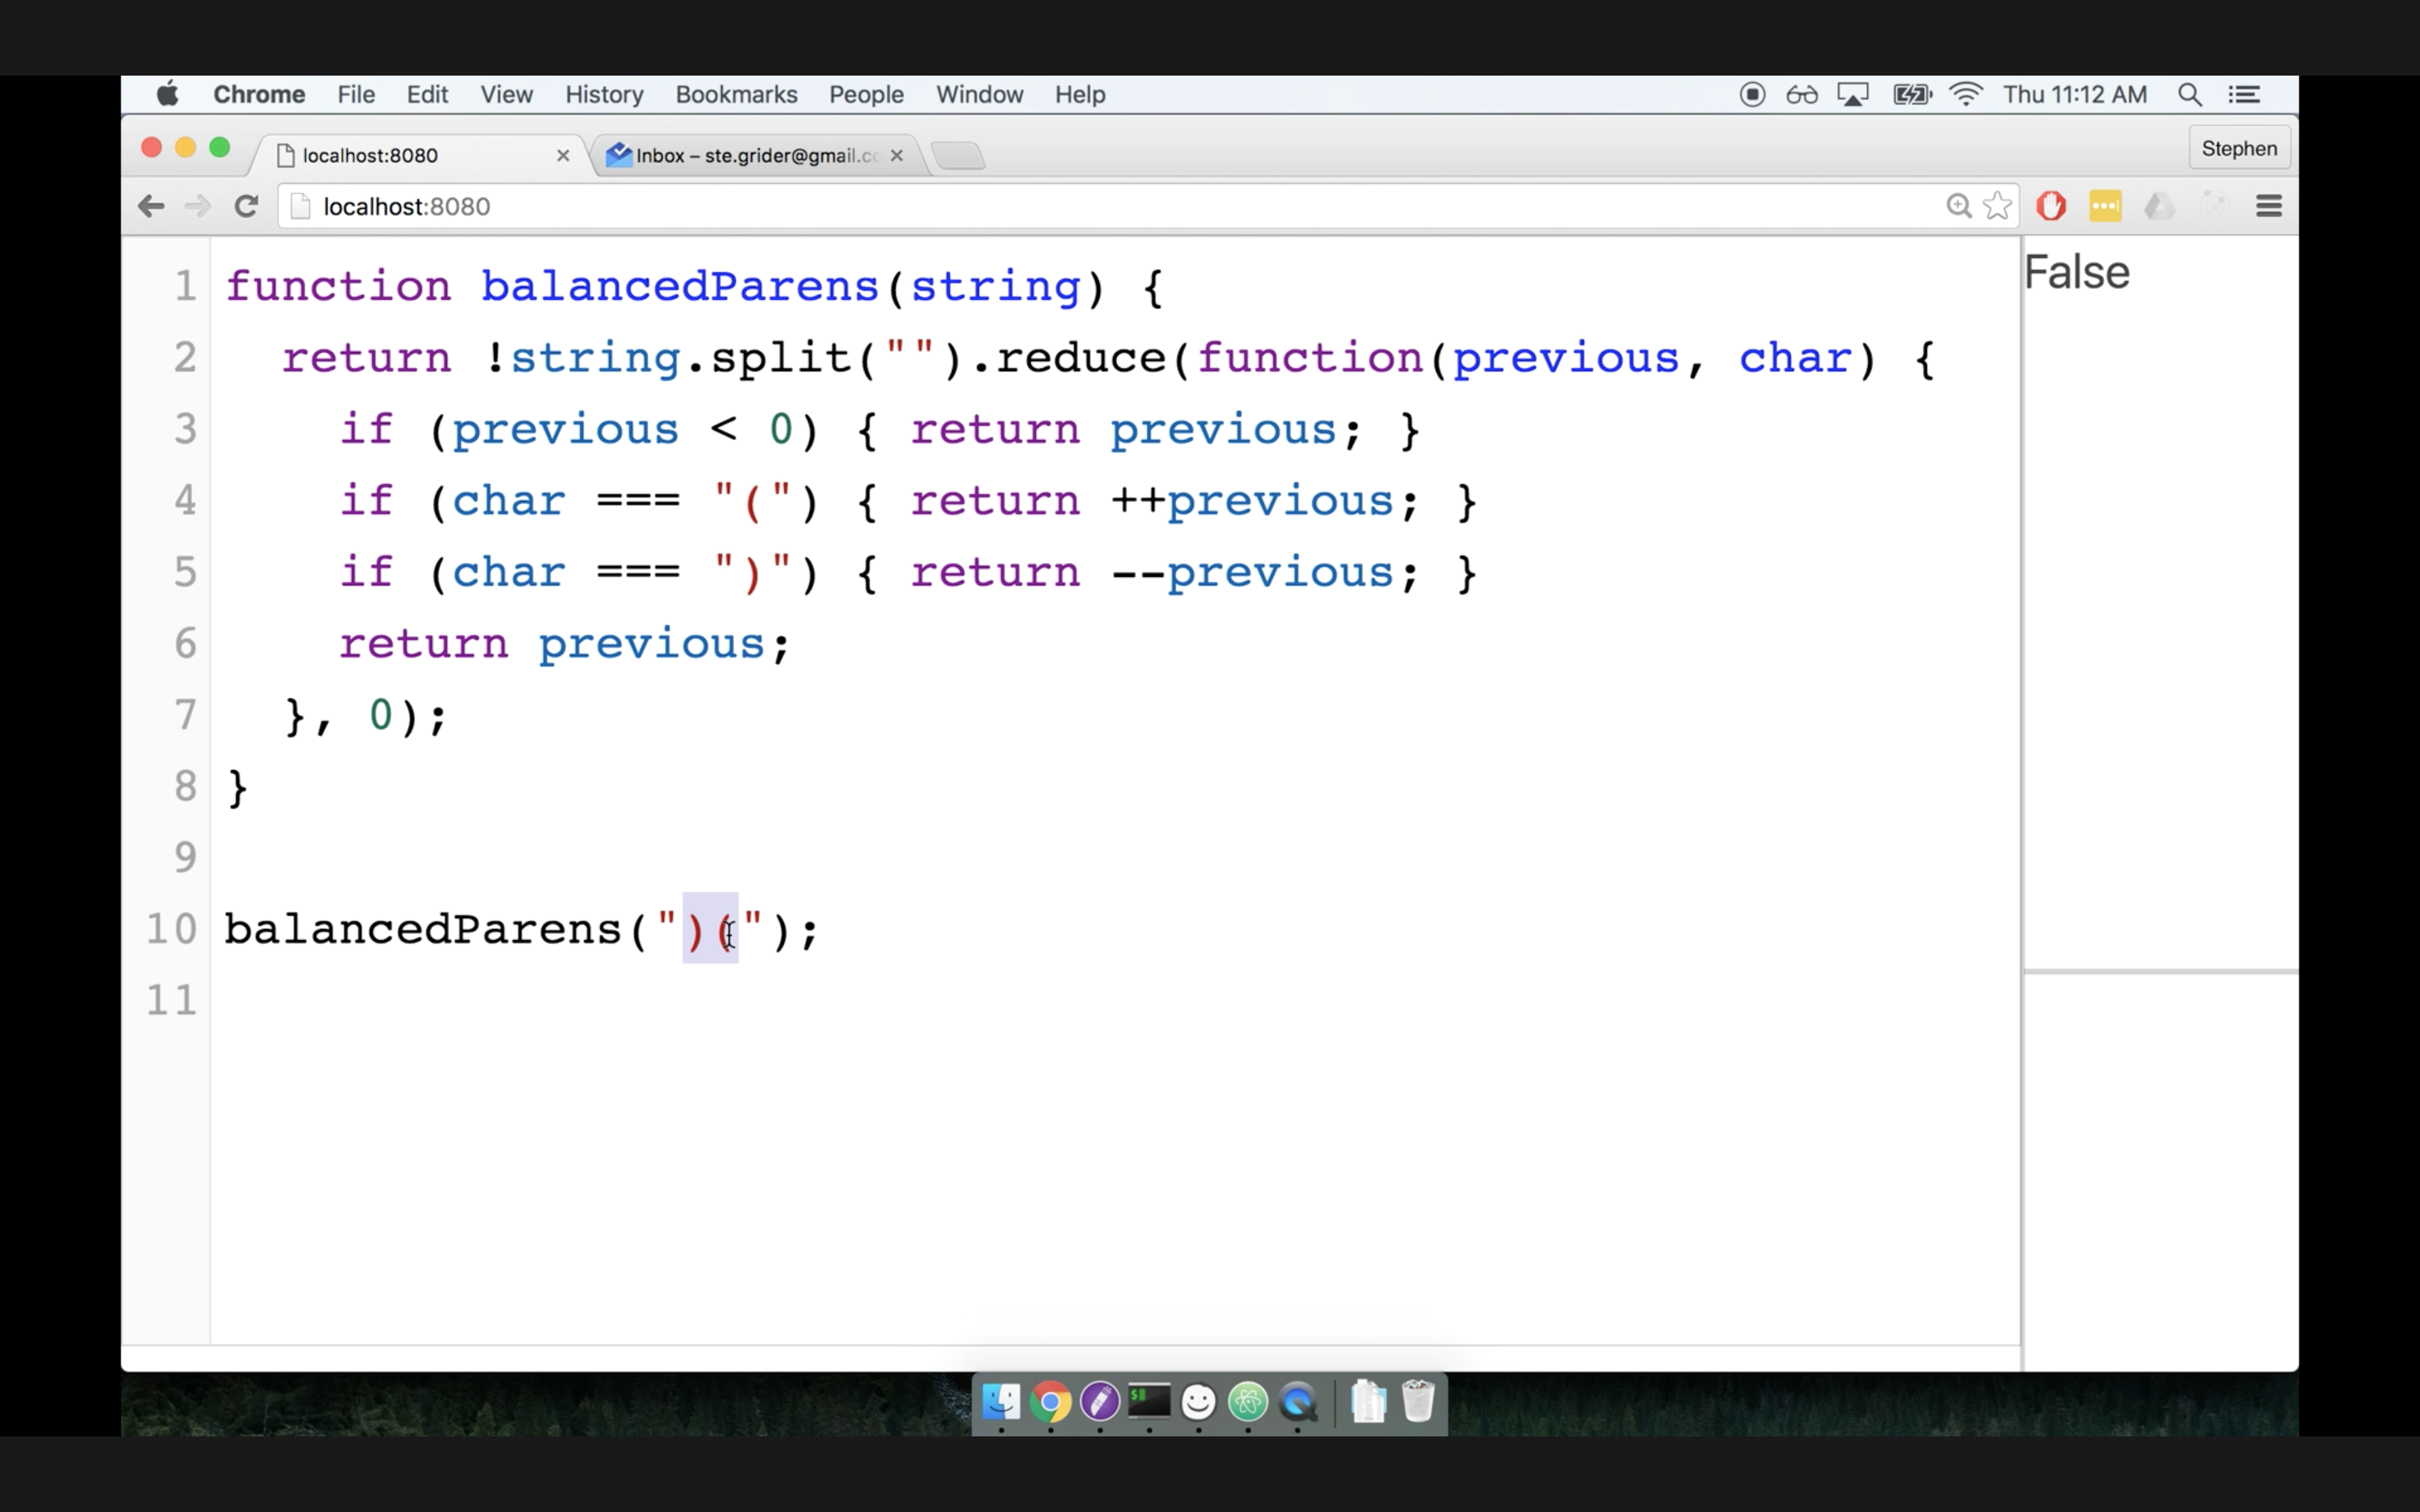 Chrome File Edit View History Bookmarks People Window Help Thu 11:12 AM
localhost:8080 Inbox – ste.grider@gmail.cc Stephen
localhost:8080
1 function balancedParens(string) {
2   return !string.split("").reduce(function(previous, char) {
3     if (previous < 0) { return previous; }
4     if (char === "(") { return ++previous; }
5     if (char === ")") { return --previous; }
6     return previous;
7   }, 0);
8 }
9
10 balancedParens(")(");
11
False